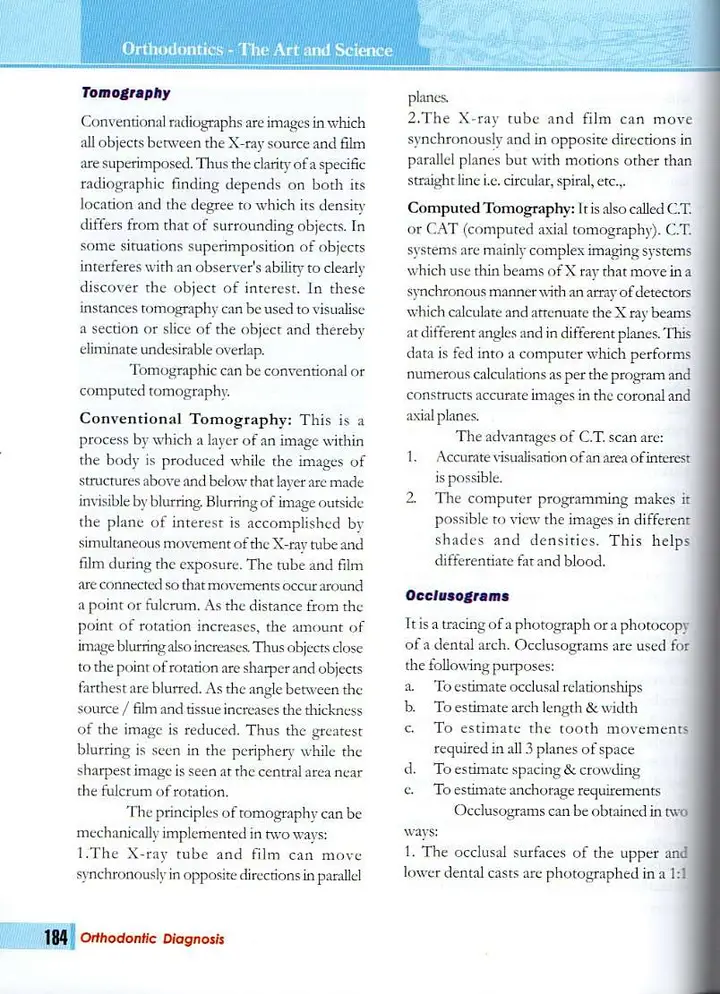 Orthodontics - The Art and Science
Tomography
Conventional radiographs are images in which
all objects between the X-ray source and film
are superimposed. Thus the clarity of a specific
radiographic finding depends on both its
location and the degree to which its density
differs from that of surrounding objects. In
some situations superimposition of objects
interferes with an observer's ability to clearly
discover the object of interest. In these
instances tomography can be used to visualise
a section or slice of the object and thereby
eliminate undesirable overlap.
Tomographic can be conventional or
computed tomography.
Conventional Tomography: This is a
process by which a layer of an image within
the body is produced while the images of
structures above and below that layer are made
invisible by blurring. Blurring of image outside
the plane of interest is accomplished by
simultaneous movement of the X-ray tube and
film during the exposure. The tube and film
are connected so that movements occur around
a point or fulcrum. As the distance from the
point of rotation increases, the amount of
image blurring also increases. Thus objects close
to the point of rotation are sharper and objects
farthest are blurred. As the angle between the
source / film and tissue increases the thickness
of the image is reduced. Thus the greatest
blurring is seen in the periphery while the
sharpest image is seen at the central area near
the fulcrum of rotation.
The principles of tomography can be
mechanically implemented in two ways:
1.The X-ray tube and film can move
synchronously in opposite directions in parallel
planes.
2.The X-ray tube and film can move
synchronously and in opposite directions in
parallel planes but with motions other than
straight line i.e. circular, spiral, etc.,.
Computed Tomography: It is also called C.T.
or CAT (computed axial tomography). C.T.
systems are mainly complex imaging systems
which use thin beams of X ray that move in a
synchronous manner with an array of detectors
which calculate and attenuate the X ray beams
at different angles and in different planes. This
data is fed into a computer which performs
numerous calculations as per the program and
constructs accurate images in the coronal and
axial planes.
The advantages of C.T. scan are:
1. Accurate visualisation of an area of interest
is possible.
2. The computer programming makes it
possible to view the images in different
shades and densities. This helps
differentiate fat and blood.
Occlusograms
It is a tracing of a photograph or a photocopy
of a dental arch. Occlusograms are used for
the following purposes:
a. To estimate occlusal relationships
b. To estimate arch length & width
c. To estimate the tooth movements
required in all 3 planes of space
d. To estimate spacing & crowding
e. To estimate anchorage requirements
Occlusograms can be obtained in two
ways:
1. The occlusal surfaces of the upper and
lower dental casts are photographed in a 1:1
184 Orthodontic Diagnosis